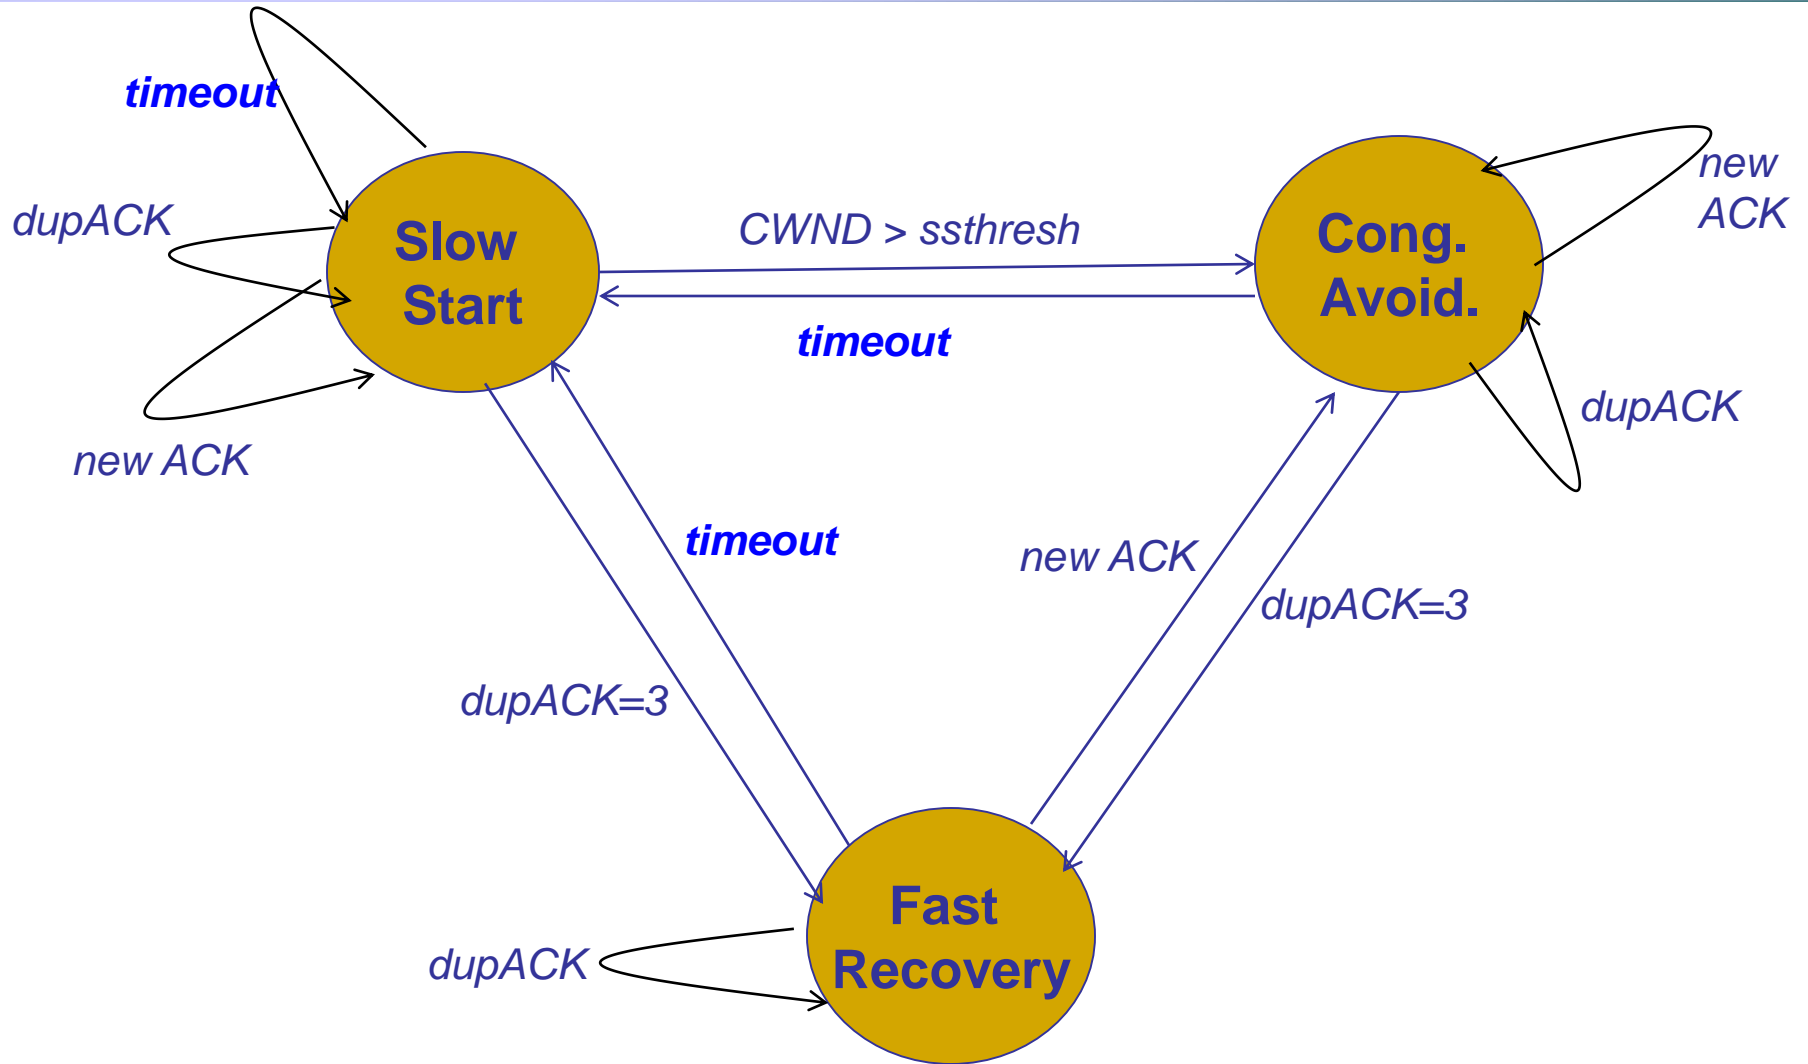 timeout
dupACK
Slow
Start
new ACK
CWND > ssthresh
timeout
Cong.
Avoid.
new
ACK
dupACK
timeout
new ACK
dupACK=3
dupACK=3
Fast
Recovery
dupACK